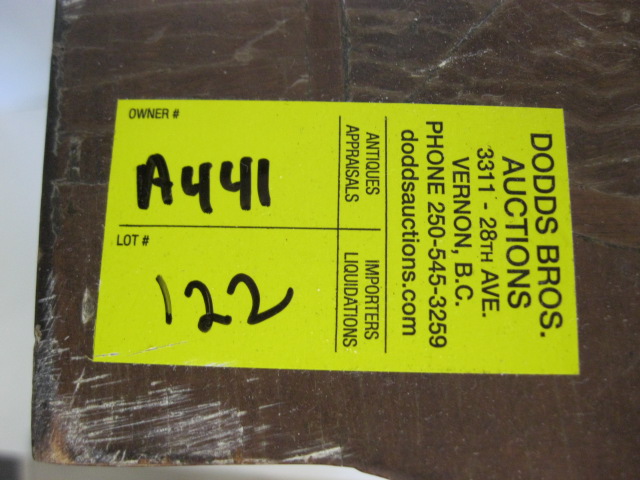 DODDS BROS.
AUCTIONS
3311 - 28TH AVE.
VERNON, B.C.
PHONE 250-545-3259
doddsauctions.com
ANTIQUES
APPRAISALS
IMPORTERS
LIQUIDATIONS
OWNER #
A441
LOT #
122